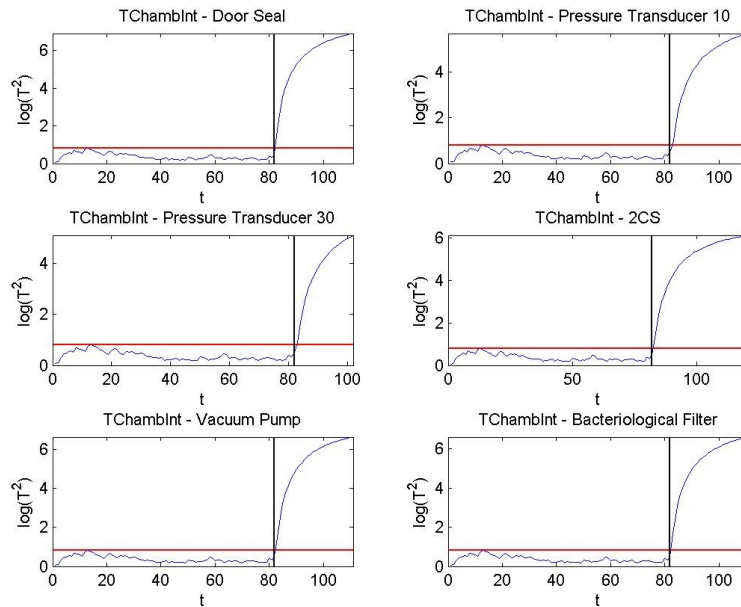 TChambInt - Door Seal
6
4
2
0
log(T²)
0 20 40 60 80 100
t
TChambInt - Pressure Transducer 10
4
2
0
log(T²)
0 20 40 60 80 100
t
TChambInt - Pressure Transducer 30
4
2
0
log(T²)
0 20 40 60 80 100
t
TChambInt - 2CS
6
4
2
0
log(T²)
0 50 100
t
TChambInt - Vacuum Pump
6
4
2
0
log(T²)
0 20 40 60 80 100
t
TChambInt - Bacteriological Filter
6
4
2
0
log(T²)
0 20 40 60 80 100
t